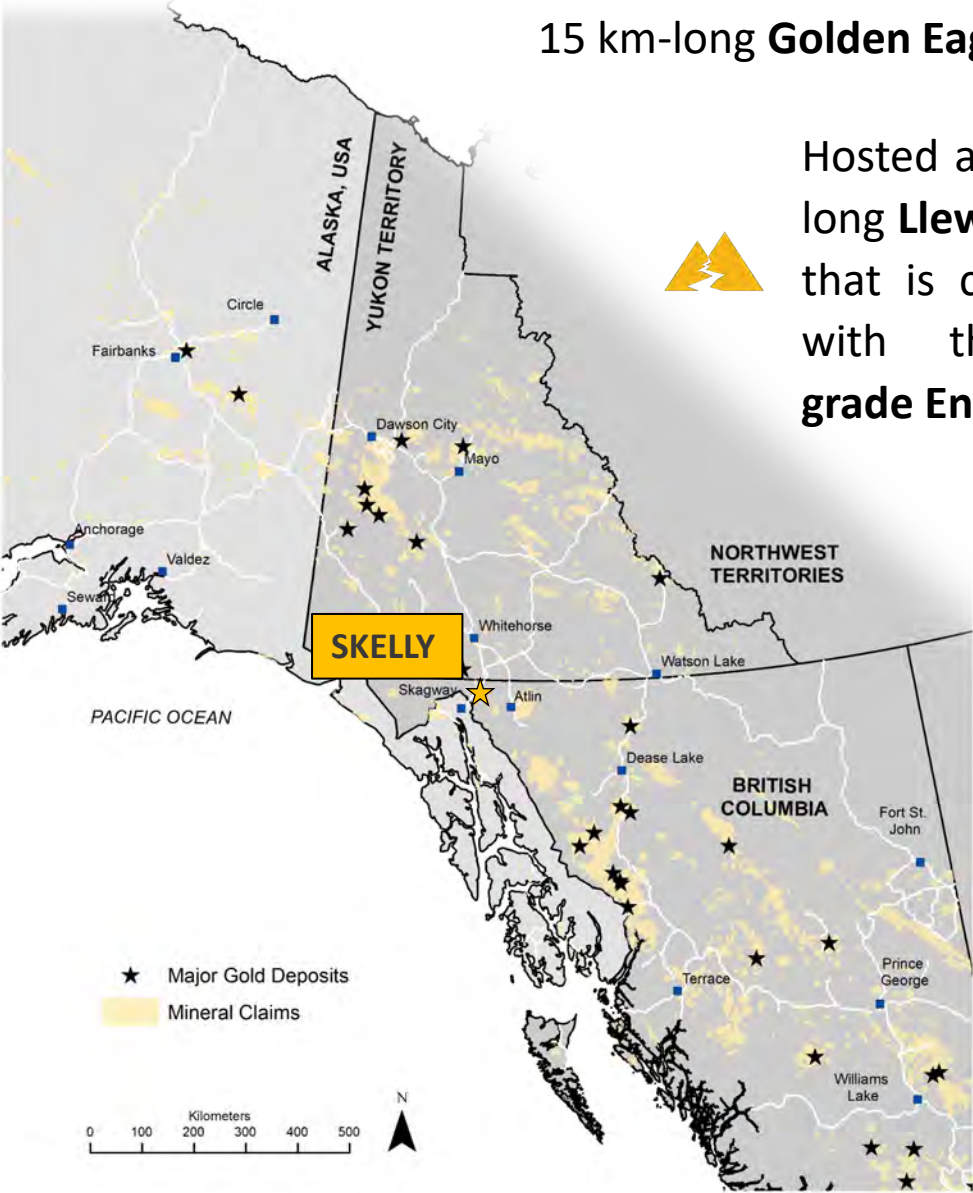 15 km-long Golden Eag
Hosted a
long Llew
that is
with
grade En
ALASKA, USA
YUKON TERRITORY
Circle
Fairbanks
Dawson City
Mayo
Anchorage
Valdez
Sewar
NORTHWEST
TERRITORIES
Whitehorse
SKELLY
Watson Lake
Skagway
Atlin
PACIFIC OCEAN
Dease Lake
BRITISH
COLUMBIA
Fort St.
John
Major Gold Deposits
Mineral Claims
Terrace
Prince
George
Williams
Lake
Kilometers
0 100 200 300 400 500
N